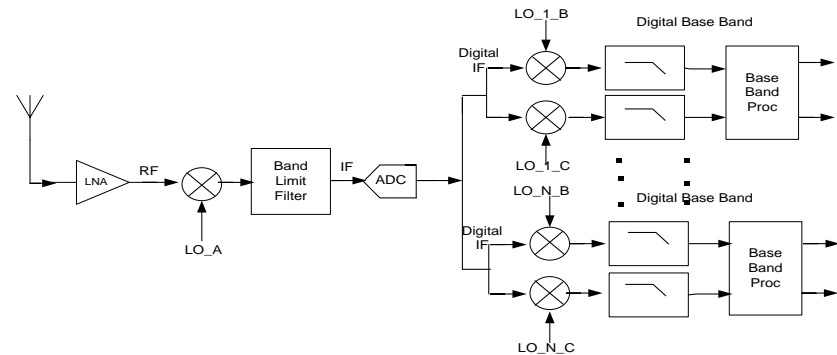 LO_1_B
Digital Base Band
Digital
IF
Base
Band
Proc
LO_1_C
LNA
RF
LO_A
Band
Limit
Filter
IF
ADC
LO_N_B
Digital Base Band
Digital
IF
Base
Band
Proc
LO_N_C